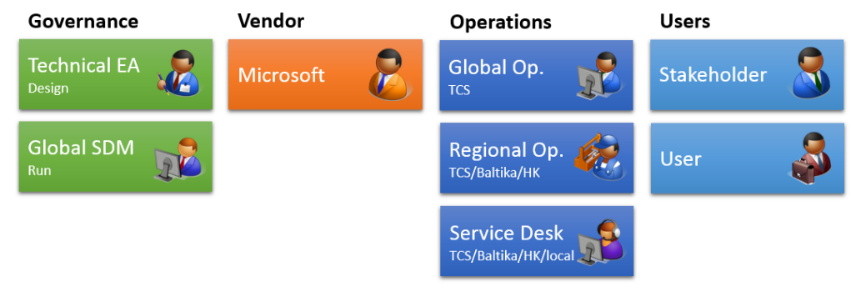 Governance
Technical EA
Design
Global SDM
Run
Vendor
Microsoft
Operations
Global Op.
TCS
Regional Op.
TCS/Baltika/HK
Service Desk
TCS/Baltika/HK/local
Users
Stakeholder
User